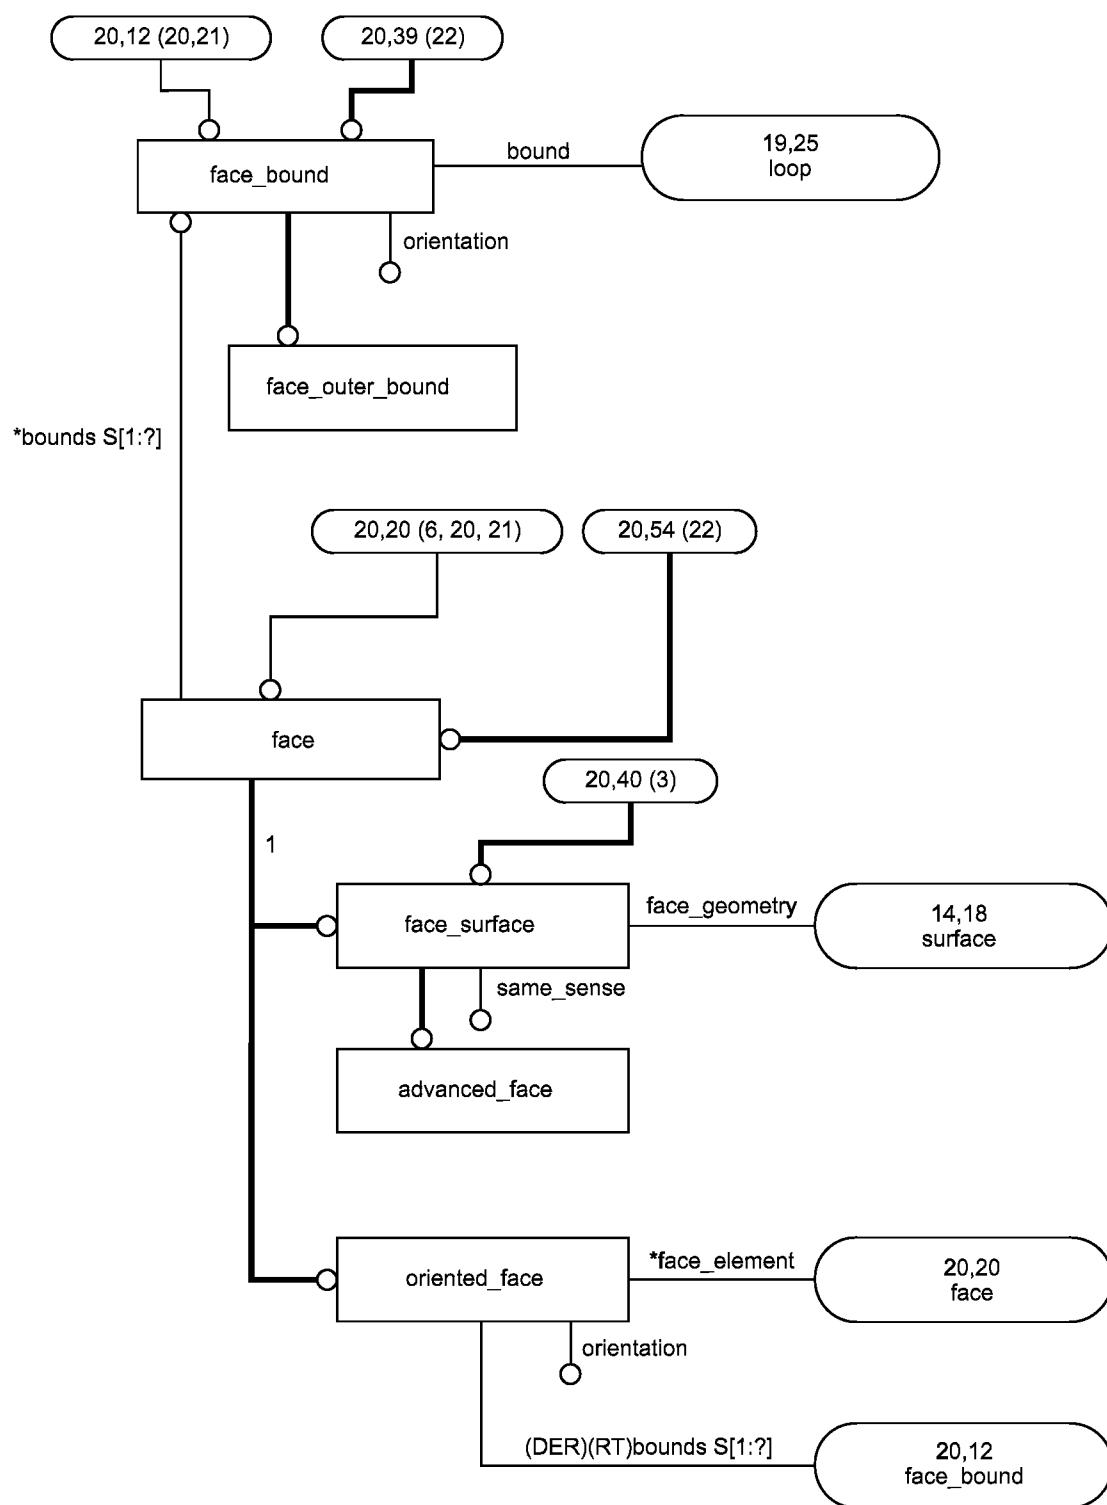 20,12 (20,21)
20,39 (22)
face_bound
bound
19,25
loop
orientation
face_outer_bound
*bounds S[1:?]
20,20 (6, 20, 21)
20,54 (22)
face
20,40 (3)
1
face_surface
face_geometry
14,18
surface
same_sense
advanced_face
oriented_face
*face_element
20,20
face
orientation
(DER)(RT)bounds S[1:?]
20,12
face_bound